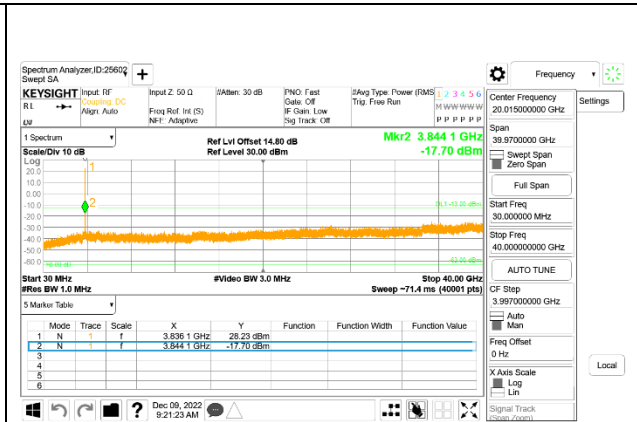 Spectrum Analyzer,ID:25602
Swept SA
KEYSIGHT
RL
Input: RF
Coupling: DC
Align: Auto
Input Z: 50 Ω
Freq Ref: Int (S)
NFE: Adaptive
#Atten: 30 dB
PNO: Fast
Gate: Off
IF Gain: Low
Sig Track: Off
#Avg Type: Power (RMS
Trig: Free Run
1 2 3 4 5 6
M W W W W W
P P P P P P
1 Spectrum
Scale/Div 10 dB
Ref Lvl Offset 14.80 dB
Ref Level 30.00 dBm
Mkr2 3.844 1 GHz
-17.70 dBm
Log
20.0
10.0
0.00
-10.0
-20.0
-30.0
-40.0
-50.0
-60.0
1
2
DL1 -13.00 dBm
Start 30 MHz
#Video BW 3.0 MHz
Stop 40.00 GHz
#Res BW 1.0 MHz
Sweep ~71.4 ms (40001 pts)
5 Marker Table
Mode Trace Scale X Y Function Function Width Function Value
1 N 1 f 3.836 1 GHz 28.23 dBm
2 N 1 f 3.844 1 GHz -17.70 dBm
3
4
5
6
Dec 09, 2022
9:21:23 AM
Frequency
Settings
Center Frequency
20.015000000 GHz
Span
39.9700000 GHz
Swept Span
Zero Span
Full Span
Start Freq
30.000000 MHz
Stop Freq
40.000000000 GHz
AUTO TUNE
CF Step
3.997000000 GHz
Auto
Man
Freq Offset
0 Hz
X Axis Scale
Log
Lin
Signal Track
(Span Zoom)
Local